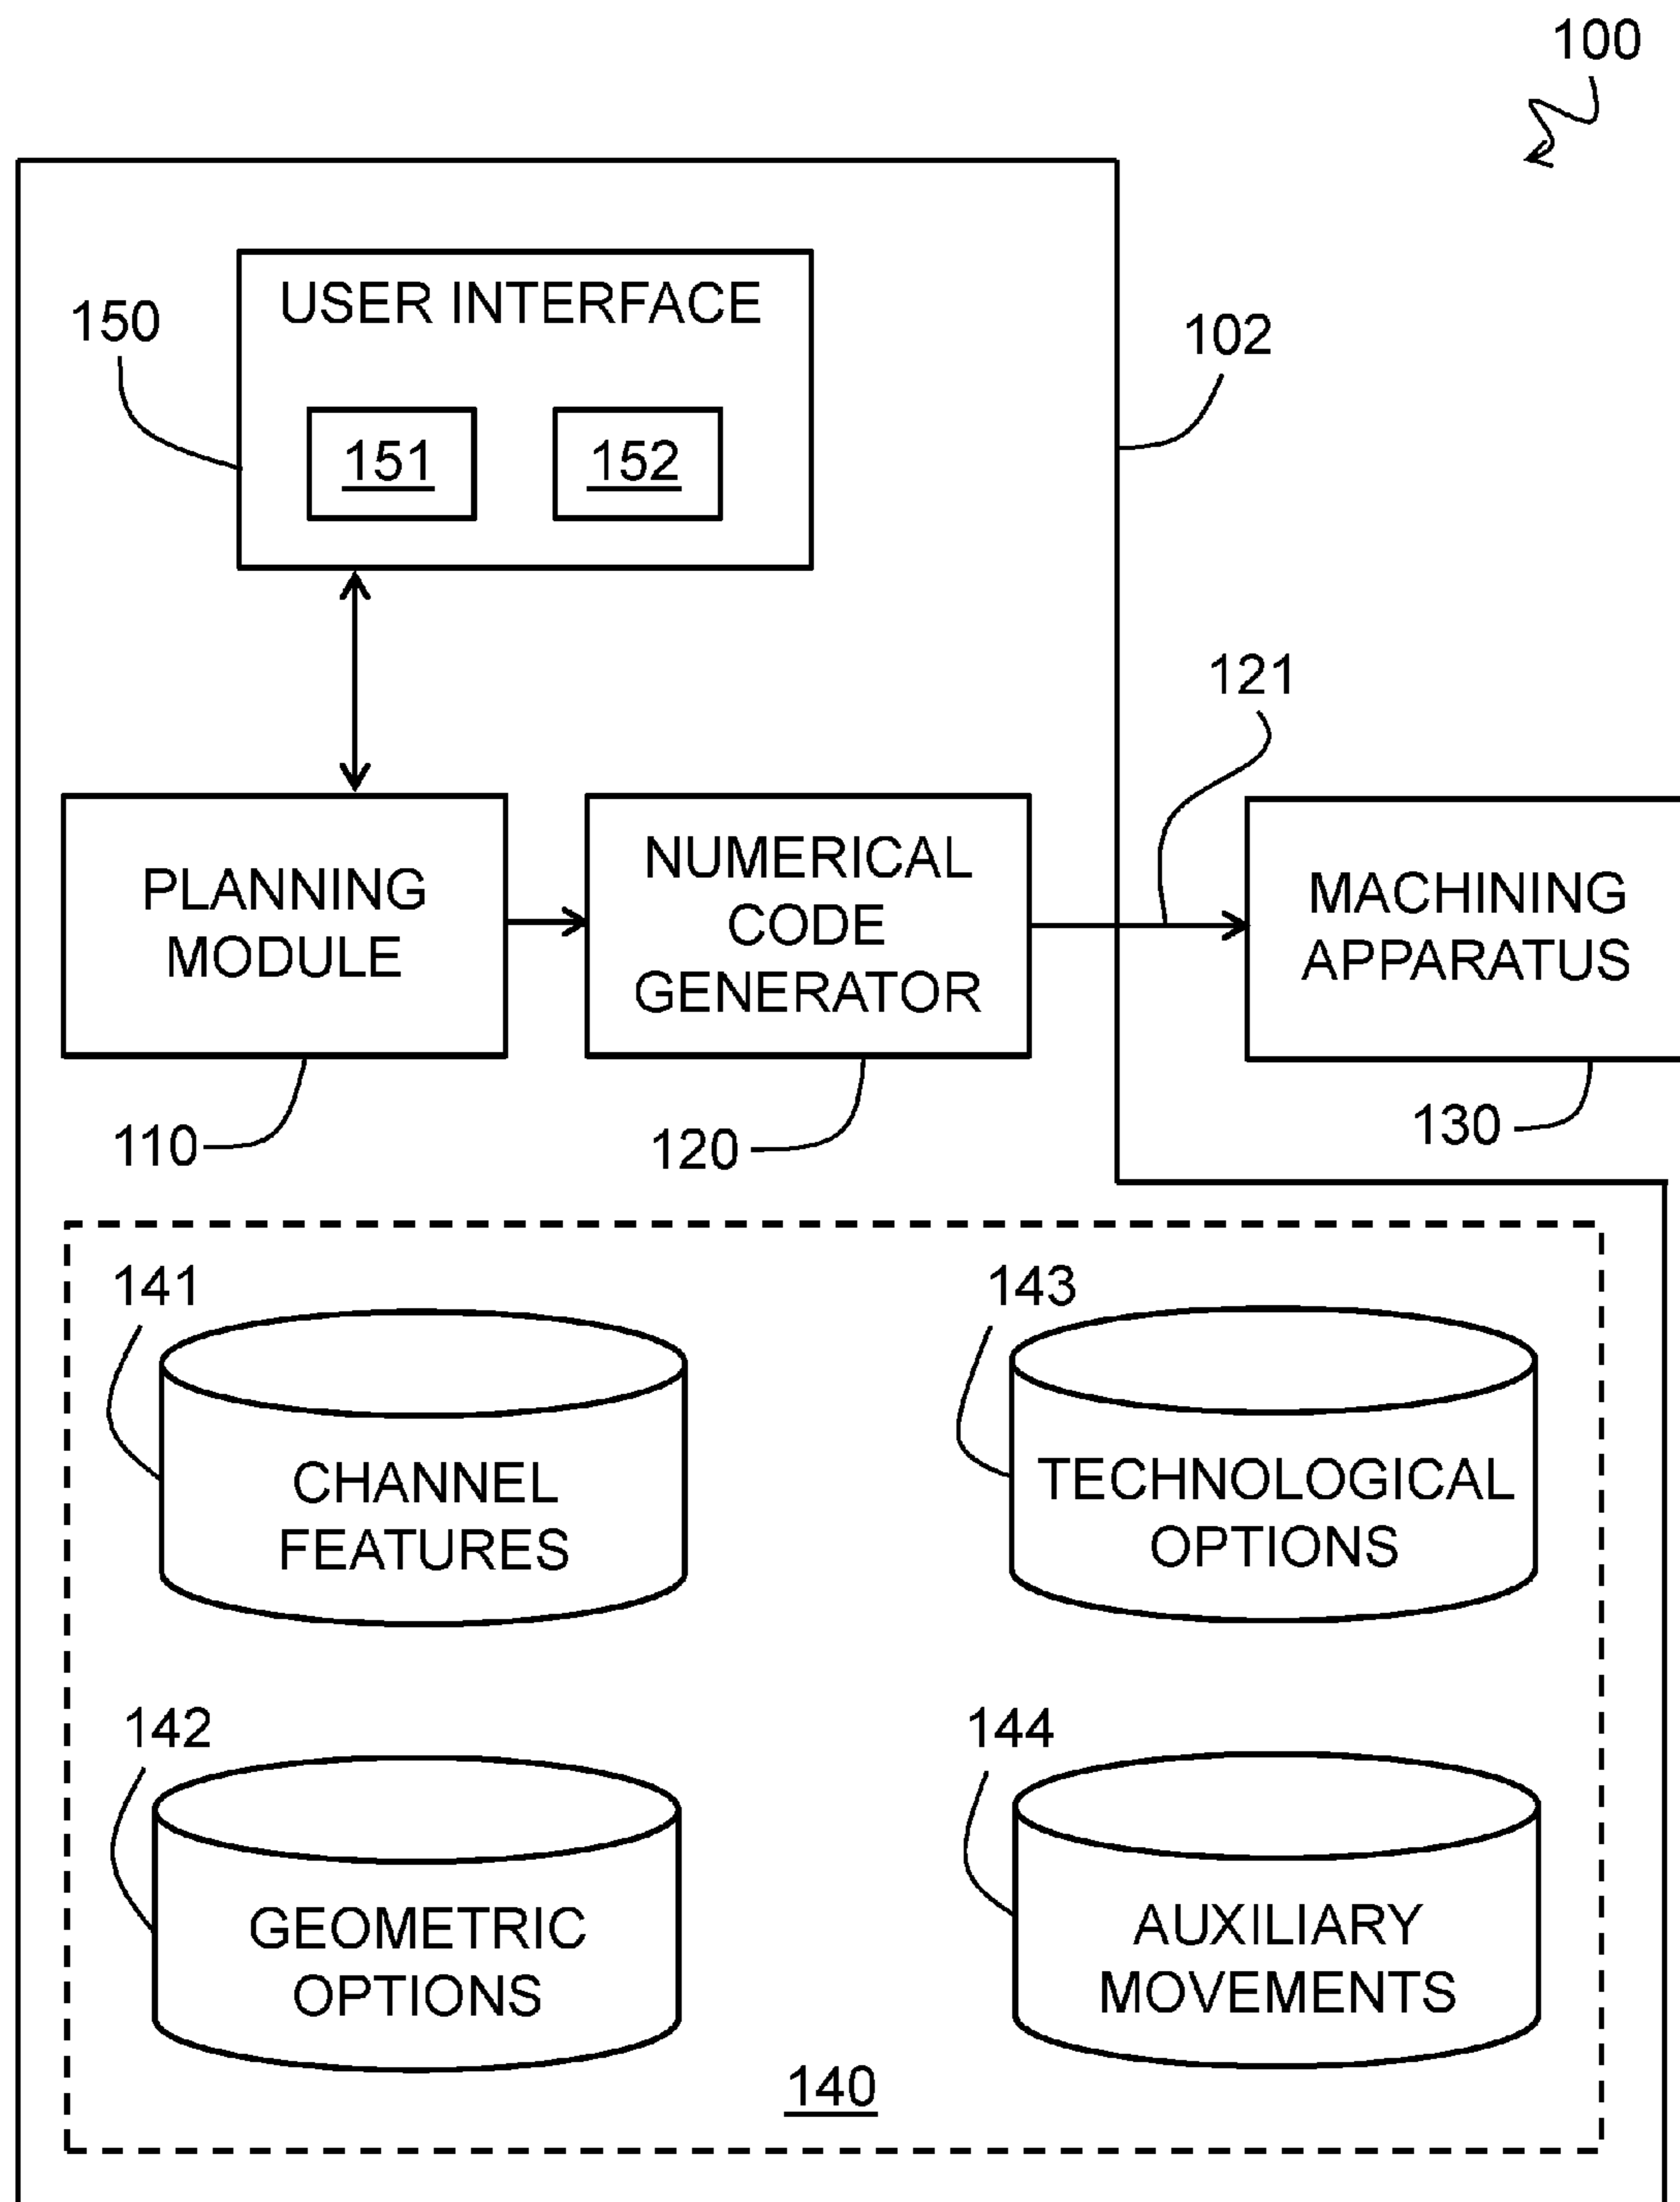 100
USER INTERFACE
150
102
151
152
121
PLANNING
MODULE
NUMERICAL
CODE
GENERATOR
MACHINING
APPARATUS
110
120
130
141
143
CHANNEL
FEATURES
TECHNOLOGICAL
OPTIONS
142
144
GEOMETRIC
OPTIONS
AUXILIARY
MOVEMENTS
140